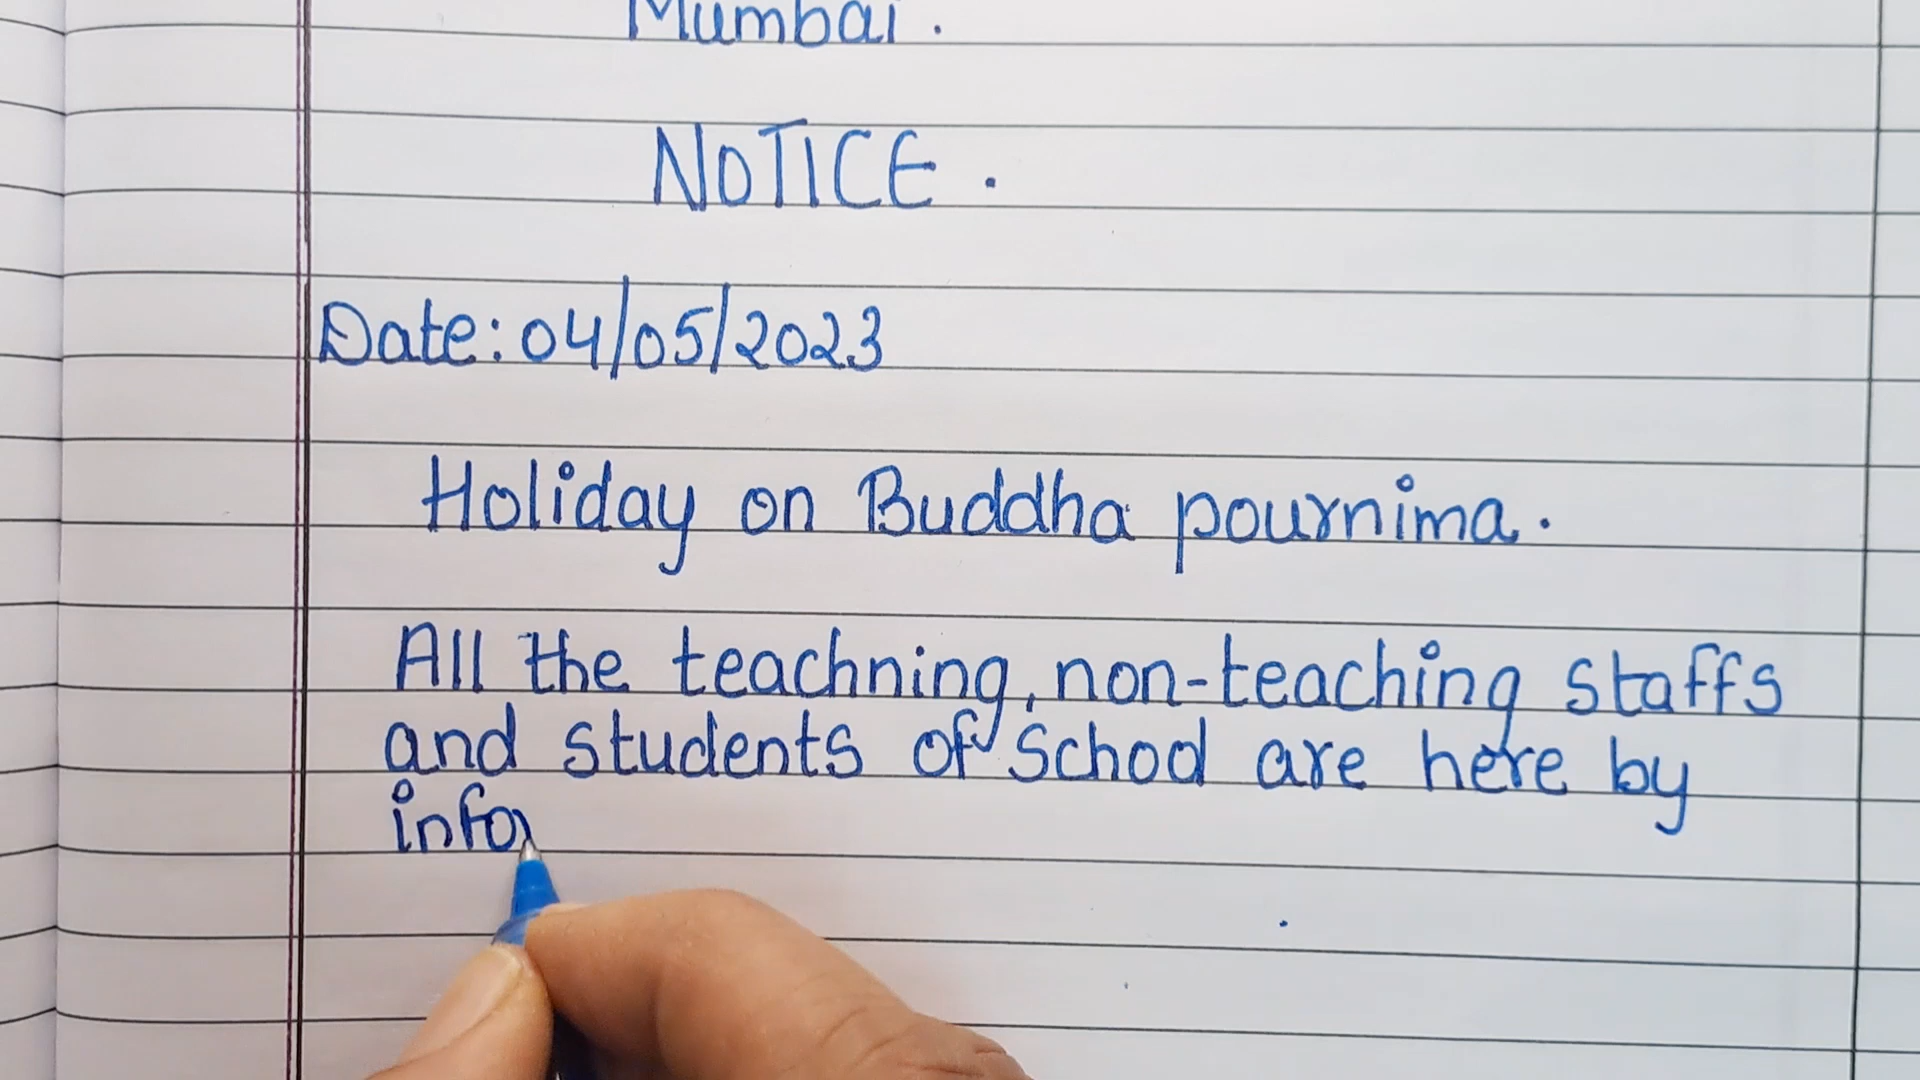 Mumbai.
NOTICE.
Date: 04/05/2023
Holiday on Buddha pournima.
All the teachning, non-teaching staffs
and students of school are here by
infor